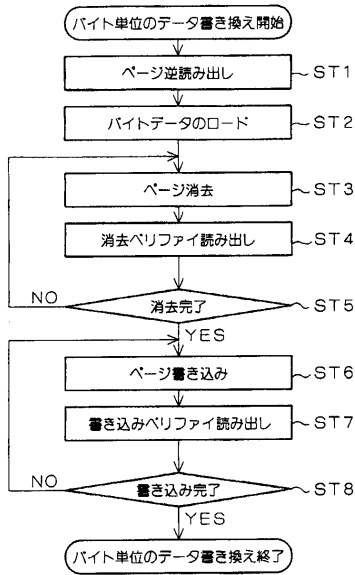 バイト単位のデータ書き換え開始
ページ逆読み出し ST1
バイトデータのロード ST2
ページ消去 ST3
消去ベリファイ読み出し ST4
NO 消去完了 ST5
YES
ページ書き込み ST6
書き込みベリファイ読み出し ST7
NO 書き込み完了 ST8
YES
バイト単位のデータ書き換え終了